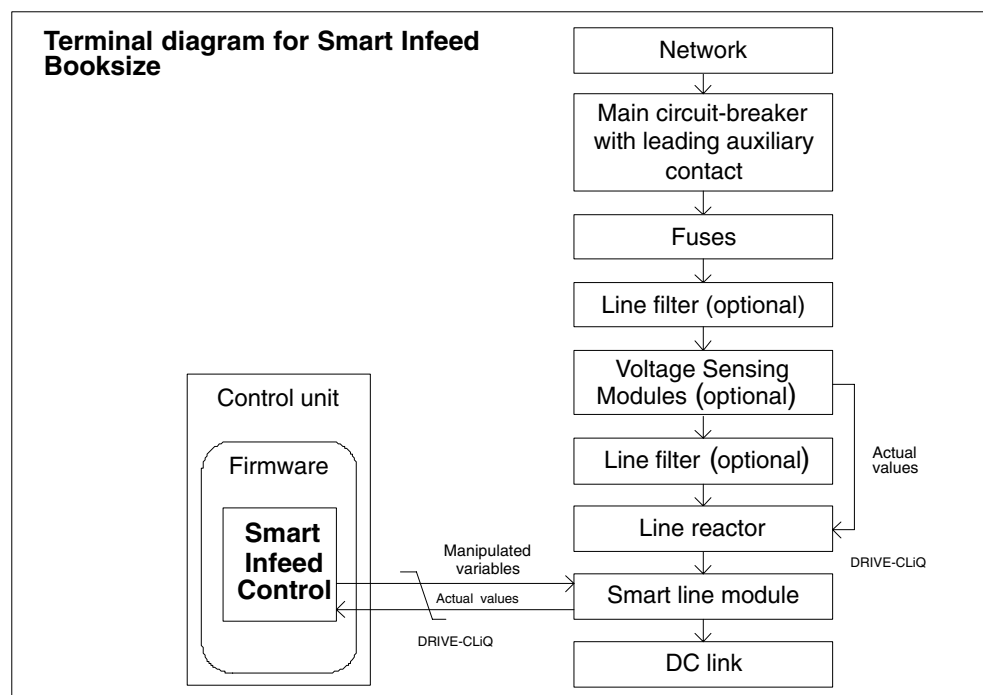 Terminal diagram for Smart Infeed
Booksize
Network
Main circuit-breaker
with leading auxiliary
contact
Fuses
Line filter (optional)
Voltage Sensing
Modules (optional)
Line filter (optional)
Actual
values
Line reactor
DRIVE-CLiQ
Smart line module
DC link
Control unit
Firmware
Smart
Infeed
Control
Manipulated
variables
Actual values
DRIVE-CLiQ